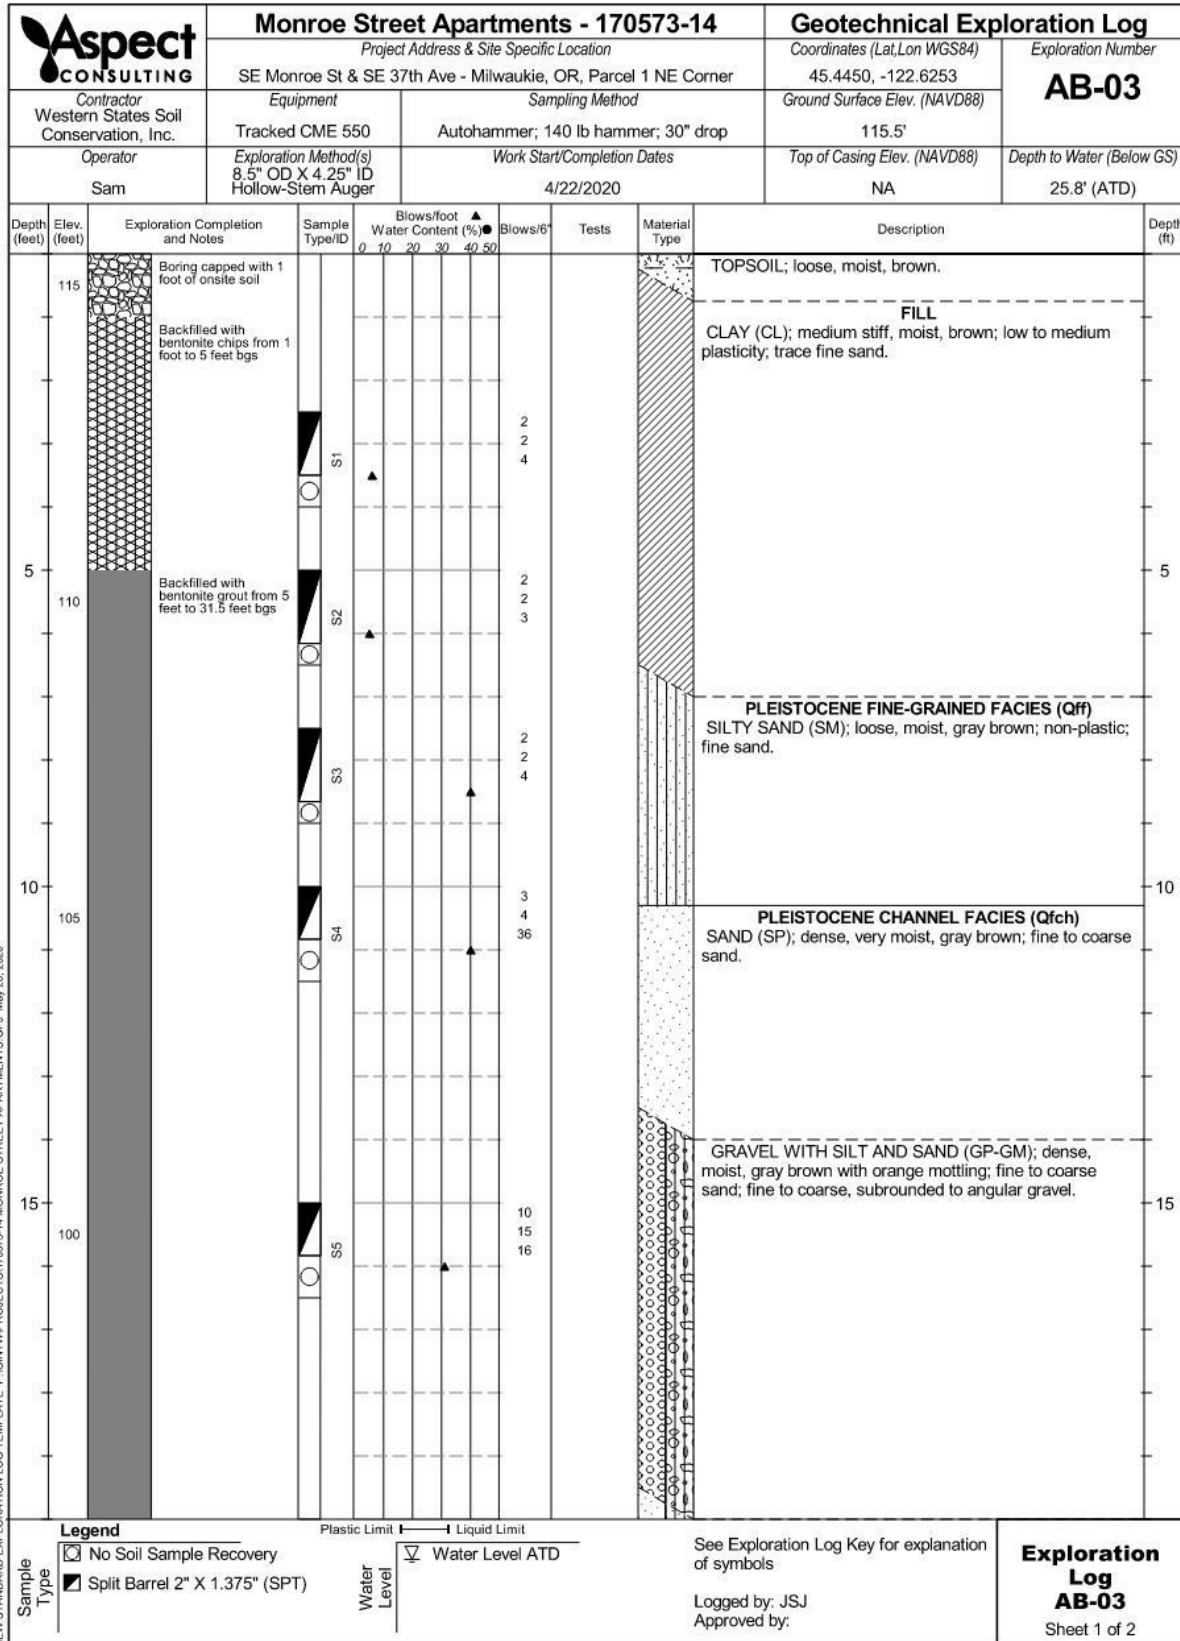 Aspect
CONSULTING
Monroe Street Apartments - 170573-14
Geotechnical Exploration Log
Project Address & Site Specific Location
SE Monroe St & SE 37th Ave - Milwaukie, OR, Parcel 1 NE Corner
Coordinates (Lat,Lon WGS84)
45.4450, -122.6253
Exploration Number
AB-03
Contractor
Western States Soil
Conservation, Inc.
Equipment
Tracked CME 550
Sampling Method
Autohammer; 140 lb hammer; 30" drop
Ground Surface Elev. (NAVD88)
115.5'
Operator
Sam
Exploration Method(s)
8.5" OD X 4.25" ID
Hollow-Stem Auger
Work Start/Completion Dates
4/22/2020
Top of Casing Elev. (NAVD88)
NA
Depth to Water (Below GS)
25.8' (ATD)
Depth
(feet)
Elev.
(feet)
Exploration Completion
and Notes
Sample
Type/ID
Blows/foot ▲
Water Content (%)●
0 10 20 30 40 50
Blows/6"
Tests
Material
Type
Description
Depth
(ft)
115
Boring capped with 1
foot of onsite soil
TOPSOIL; loose, moist, brown.
Backfilled with
bentonite chips from 1
foot to 5 feet bgs
FILL
CLAY (CL); medium stiff, moist, brown; low to medium
plasticity; trace fine sand.
S1
2
2
4
5
110
Backfilled with
bentonite grout from 5
feet to 31.5 feet bgs
S2
2
2
3
5
PLEISTOCENE FINE-GRAINED FACIES (Qff)
SILTY SAND (SM); loose, moist, gray brown; non-plastic;
fine sand.
S3
2
2
4
10
105
S4
3
4
36
10
PLEISTOCENE CHANNEL FACIES (Qfch)
SAND (SP); dense, very moist, gray brown; fine to coarse
sand.
GRAVEL WITH SILT AND SAND (GP-GM); dense,
moist, gray brown with orange mottling; fine to coarse
sand; fine to coarse, subrounded to angular gravel.
15
100
S5
10
15
16
15
Legend
Sample
Type
No Soil Sample Recovery
Split Barrel 2" X 1.375" (SPT)
Plastic Limit
Liquid Limit
Water
Level
Water Level ATD
See Exploration Log Key for explanation
of symbols
Logged by: JSJ
Approved by:
Exploration
Log
AB-03
Sheet 1 of 2